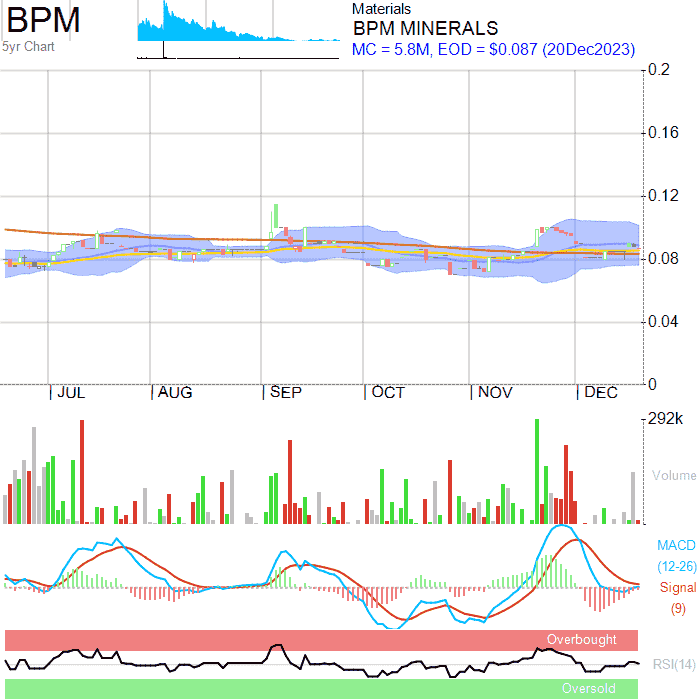 BPM
5yr Chart
Materials
BPM MINERALS
MC = 5.8M, EOD = $0.087 (20Dec2023)
0.2
0.16
0.12
0.08
0.04
0
JUL AUG SEP OCT NOV DEC
292k
Volume
MACD
(12-26)
Signal
(9)
Overbought
RSI(14)
Oversold